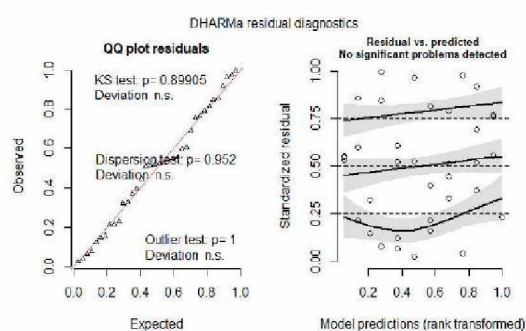 DHARMa residual diagnostics
QQ plot residuals
KS test: p= 0.89905
Deviation n.s.
Dispersion test: p= 0.952
Deviation n.s.
Outlier test: p= 1
Deviation n.s.
Observed
0.0 0.2 0.4 0.6 0.8 1.0
0.0 0.2 0.4 0.6 0.8 1.0
Expected
Residual vs. predicted
No significant problems detected
Standardized residual
0.00 0.25 0.50 0.75 1.00
0.2 0.4 0.6 0.8 1.0
Model predictions (rank transformed)